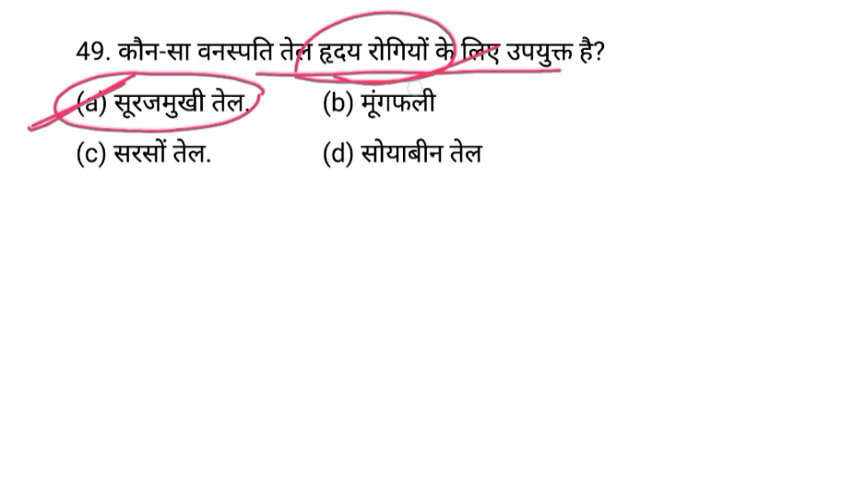 49. कौन-सा वनस्पति तेल हृदय रोगियों के लिए उपयुक्त है?
(a) सूरजमुखी तेल. (b) मूंगफली
(c) सरसों तेल. (d) सोयाबीन तेल